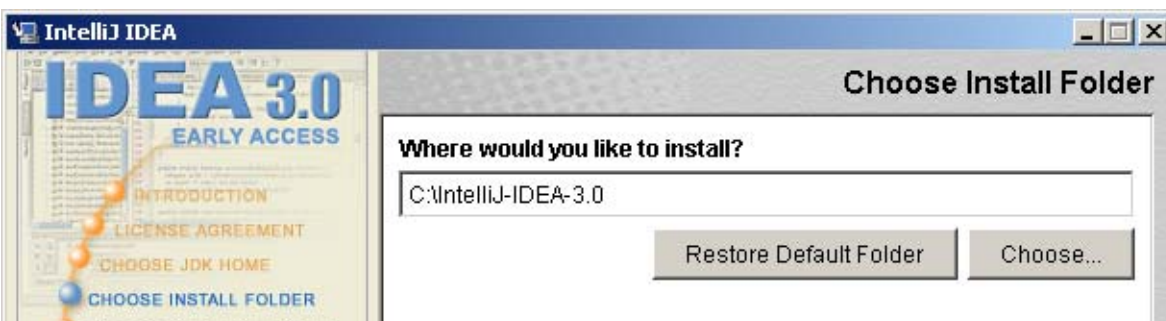 IntelliJ IDEA
IDEA 3.0
EARLY ACCESS
INTRODUCTION
LICENSE AGREEMENT
CHOOSE JDK HOME
CHOOSE INSTALL FOLDER
Choose Install Folder
Where would you like to install?
C:\IntelliJ-IDEA-3.0
Restore Default Folder
Choose...